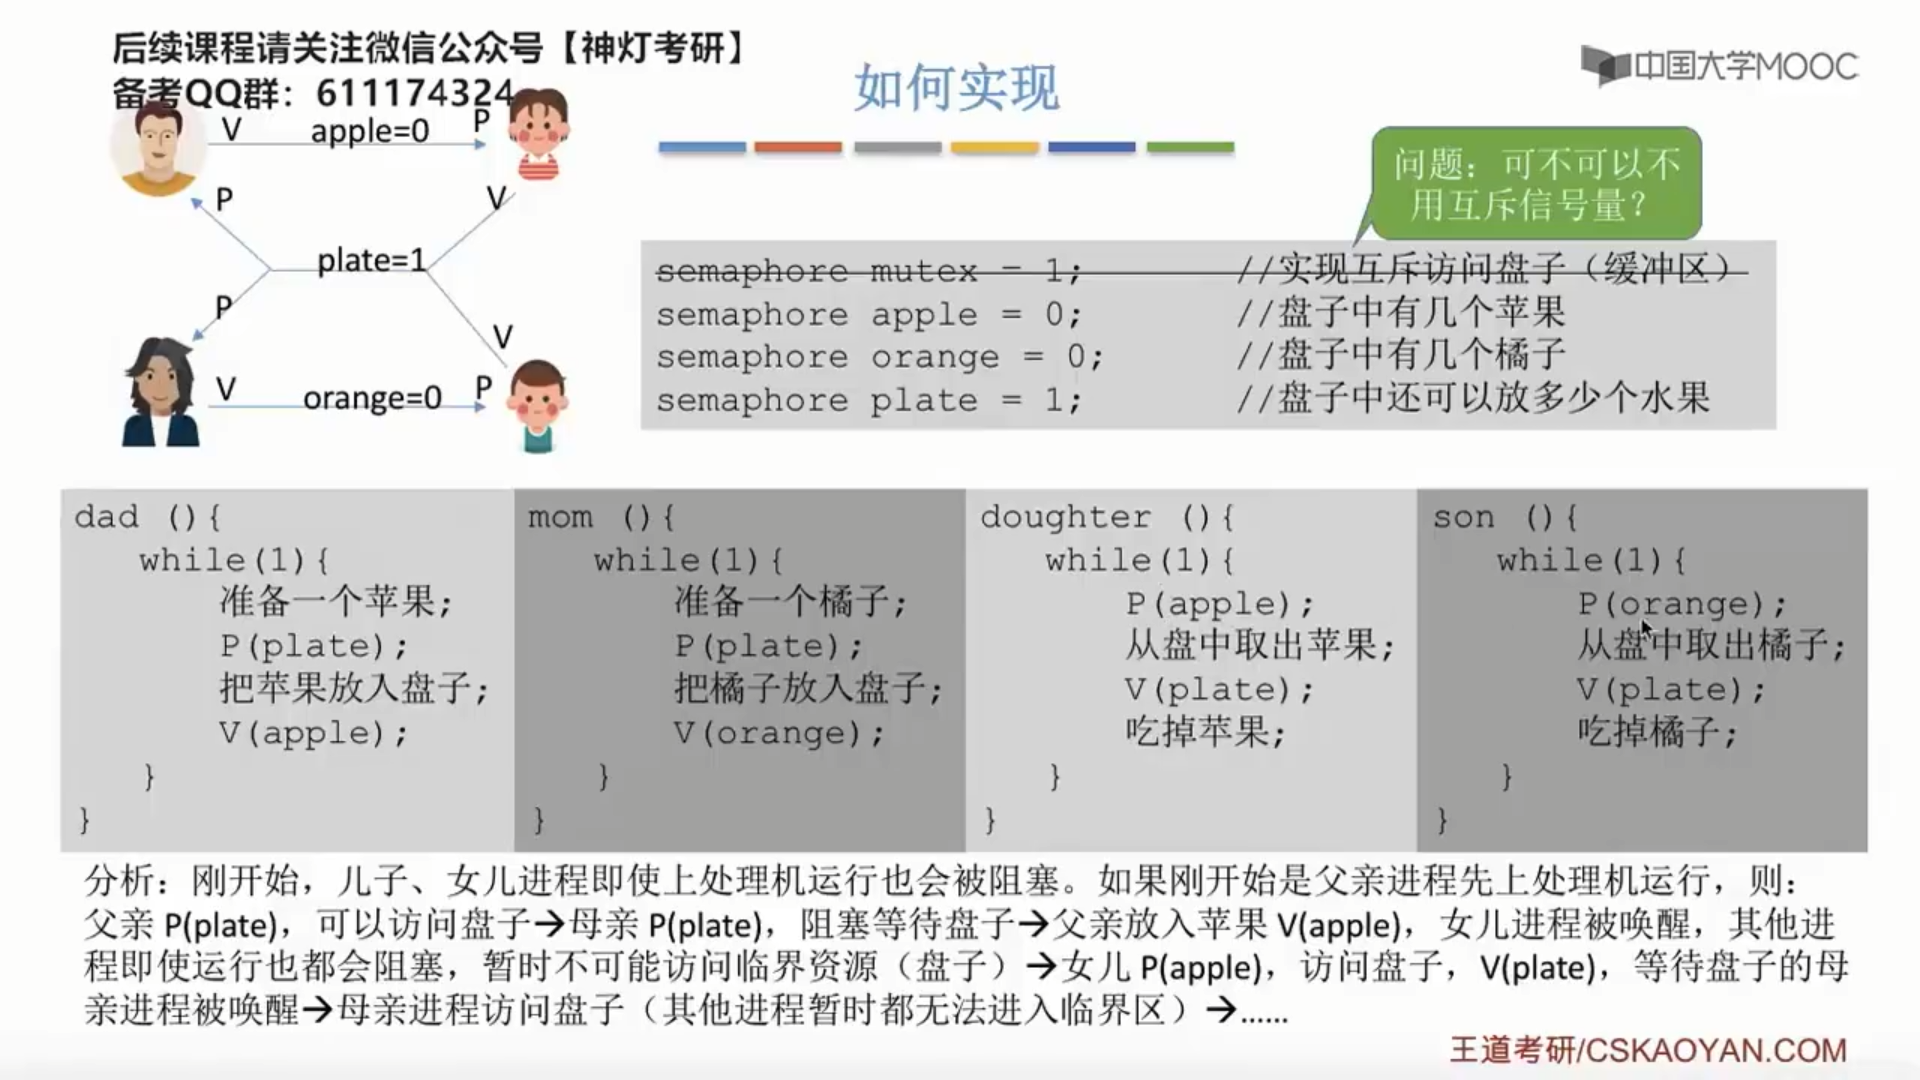 后续课程请关注微信公众号【神灯考研】
备考QQ群：611174324
如何实现
中国大学MOOC
V apple=0 P
P V
plate=1
P V
V orange=0 P
问题：可不可以不
用互斥信号量？
semaphore mutex = 1; //实现互斥访问盘子（缓冲区）
semaphore apple = 0; //盘子中有几个苹果
semaphore orange = 0; //盘子中有几个橘子
semaphore plate = 1; //盘子中还可以放多少个水果
dad (){
while(1){
准备一个苹果;
P(plate);
把苹果放入盘子;
V(apple);
}
}
mom (){
while(1){
准备一个橘子;
P(plate);
把橘子放入盘子;
V(orange);
}
}
doughter (){
while(1){
P(apple);
从盘中取出苹果;
V(plate);
吃掉苹果;
}
}
son (){
while(1){
P(orange);
从盘中取出橘子;
V(plate);
吃掉橘子;
}
}
分析：刚开始，儿子、女儿进程即使上处理机运行也会被阻塞。如果刚开始是父亲进程先上处理机运行，则：
父亲 P(plate)，可以访问盘子→母亲 P(plate)，阻塞等待盘子→父亲放入苹果 V(apple)，女儿进程被唤醒，其他进
程即使运行也都会阻塞，暂时不可能访问临界资源（盘子）→女儿 P(apple)，访问盘子，V(plate)，等待盘子的母
亲进程被唤醒→母亲进程访问盘子（其他进程暂时都无法进入临界区）→……
王道考研/CSKAOYAN.COM